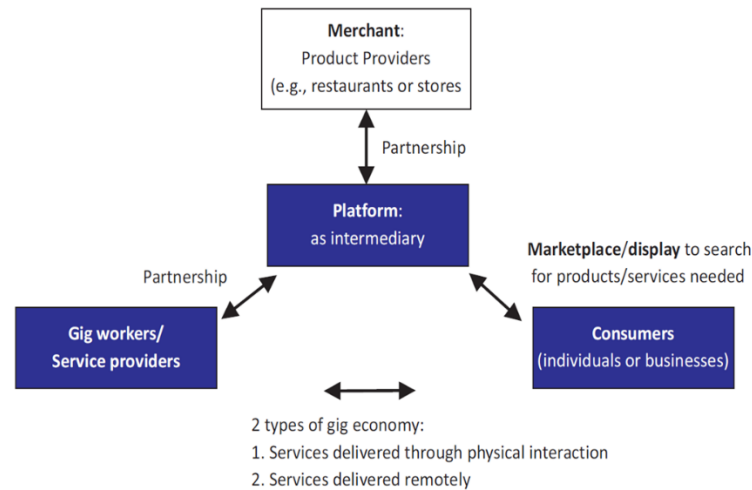 Merchant:
Product Providers
(e.g., restaurants or stores
Partnership
Platform:
as intermediary
Marketplace/display to search
for products/services needed
Partnership
Gig workers/
Service providers
Consumers
(individuals or businesses)
2 types of gig economy:
1. Services delivered through physical interaction
2. Services delivered remotely